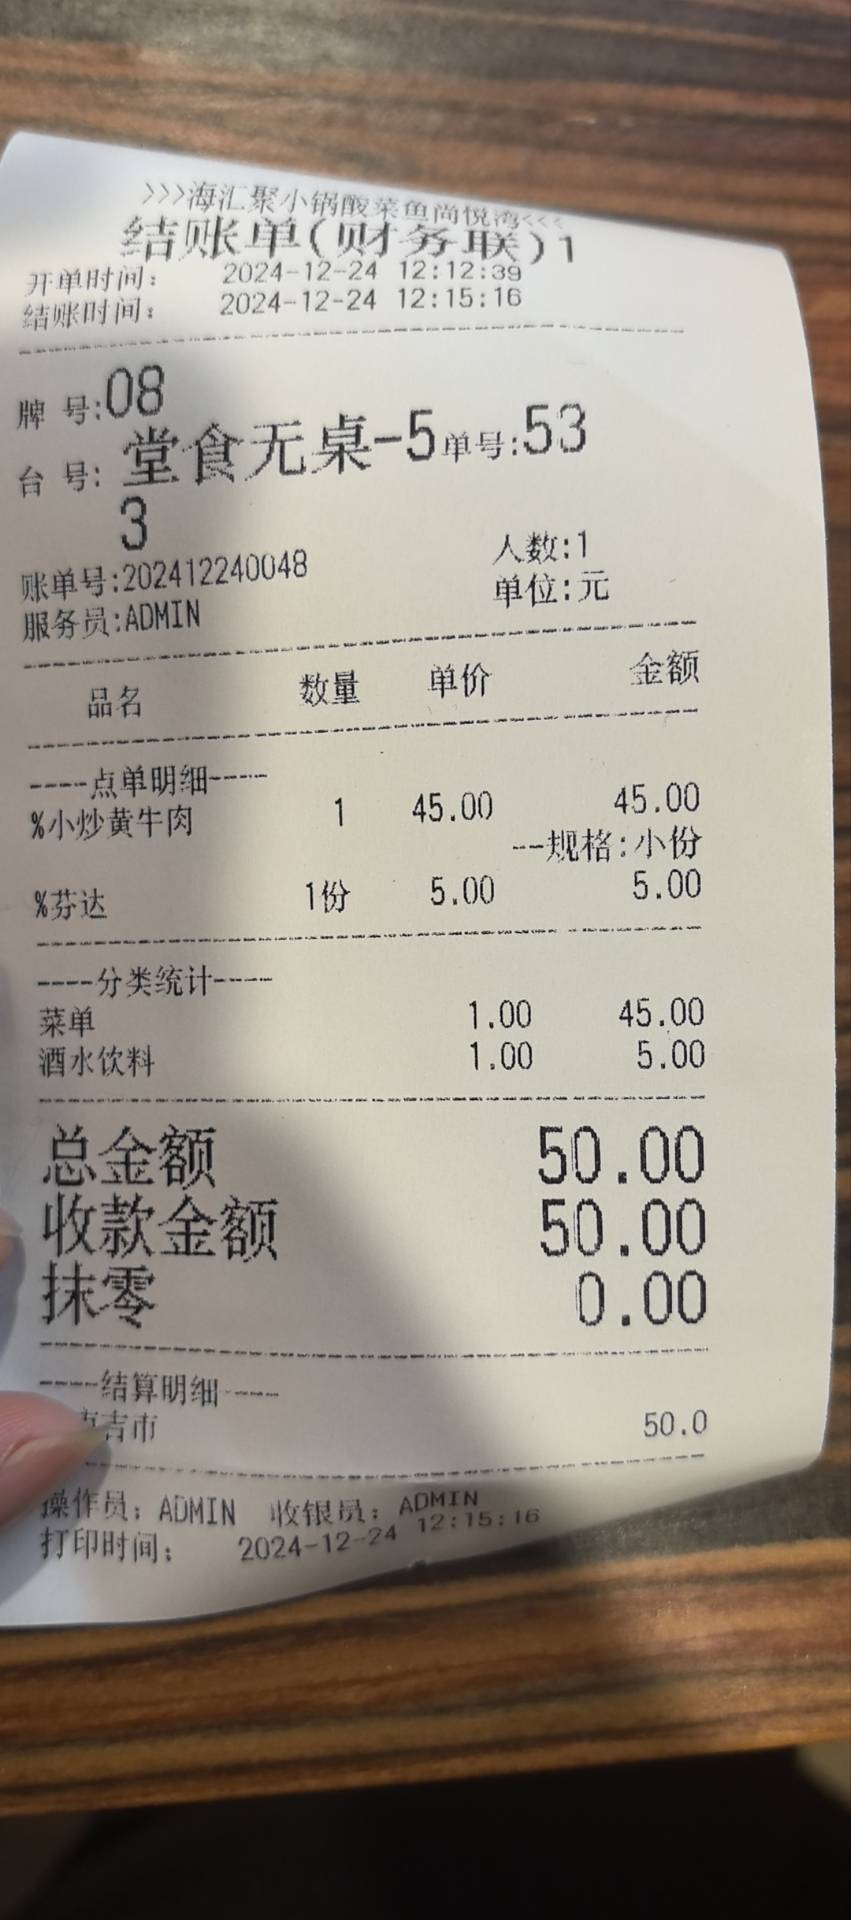 >>>海汇聚小锅酸菜鱼尚悦湾<<<
结账单(财务联)1
开单时间: 2024-12-24 12:12:39
结账时间: 2024-12-24 12:15:16
牌 号:08
台 号: 堂食无桌-5 单号:53
3
账单号:202412240048 人数:1
服务员:ADMIN 单位:元
品名 数量 单价 金额
----点单明细----
%小炒黄牛肉 1 45.00 45.00
--规格:小份
%芬达 1份 5.00 5.00
----分类统计----
菜单 1.00 45.00
酒水饮料 1.00 5.00
总金额 50.00
收款金额 50.00
抹零 0.00
----结算明细----
吉市 50.0
操作员: ADMIN 收银员: ADMIN
打印时间: 2024-12-24 12:15:16